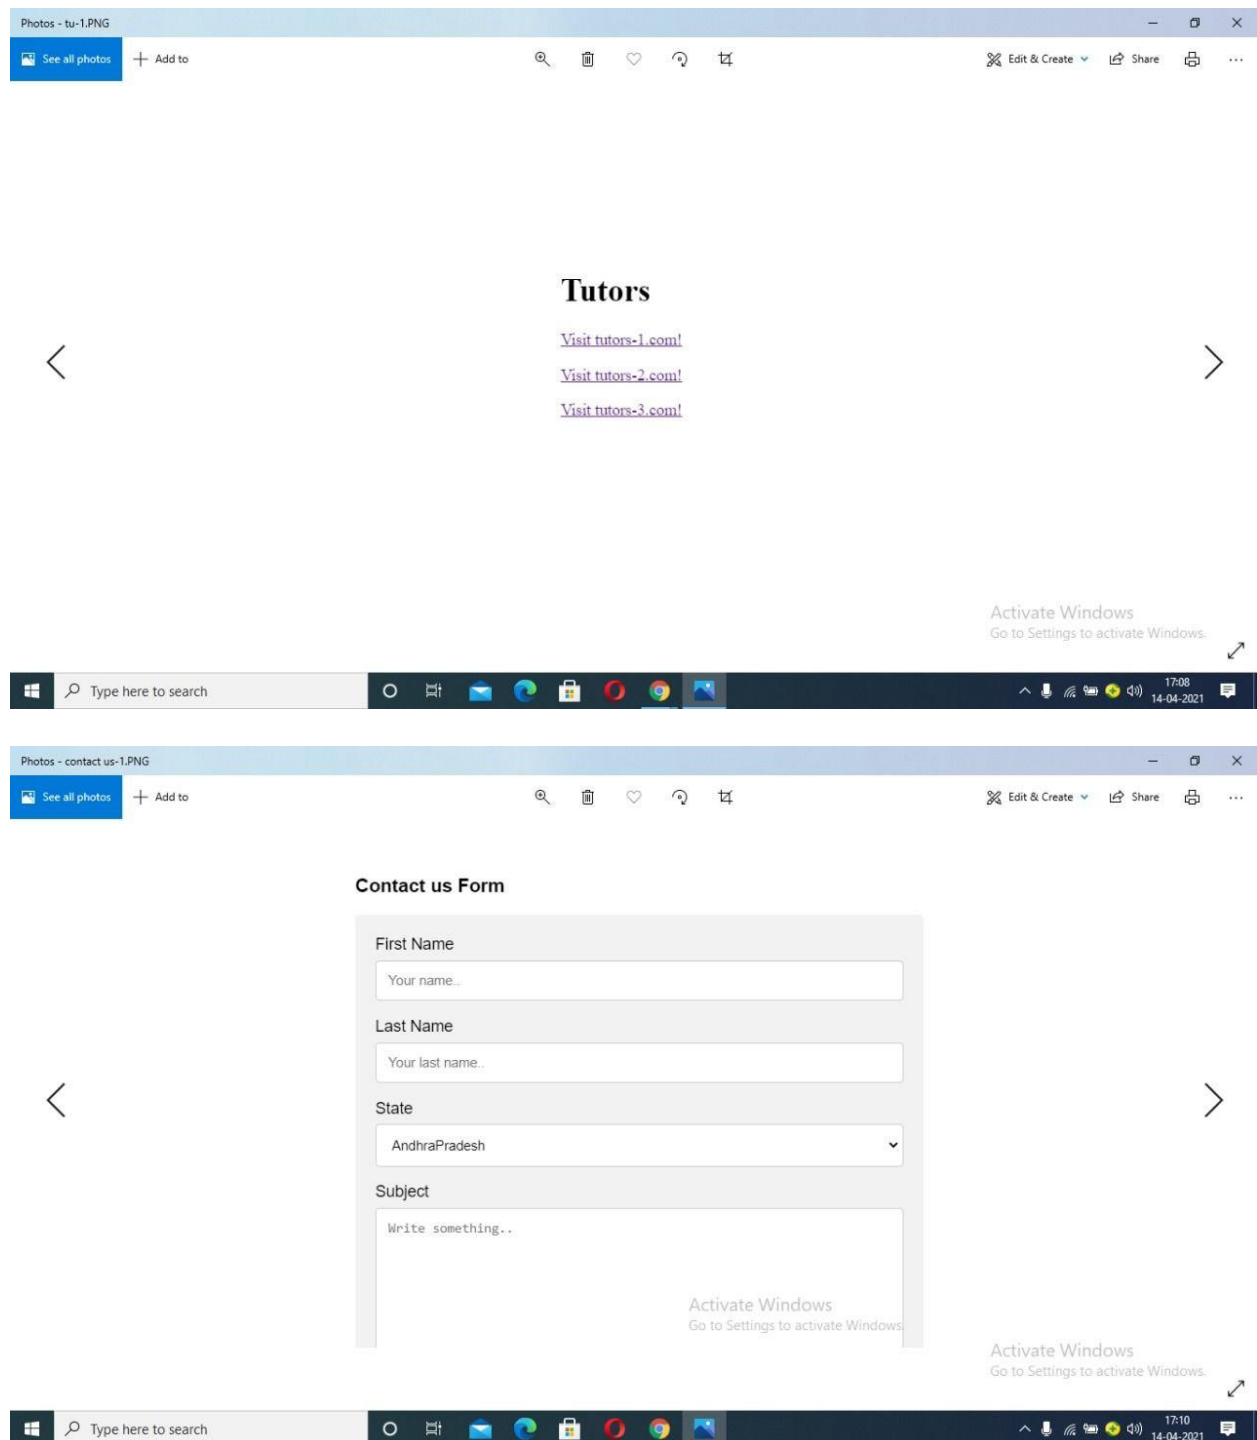 Photos - tu-1.PNG
See all photos Add to Edit & Create Share
Tutors
Visit tutors-1.com!
Visit tutors-2.com!
Visit tutors-3.com!
Activate Windows
Go to Settings to activate Windows.
Type here to search 17:08
14-04-2021
Photos - contact us-1.PNG
See all photos Add to Edit & Create Share
Contact us Form
First Name
Your name..
Last Name
Your last name..
State
AndhraPradesh
Subject
Write something..
Activate Windows
Go to Settings to activate Windows.
Activate Windows
Go to Settings to activate Windows.
Type here to search 17:10
14-04-2021